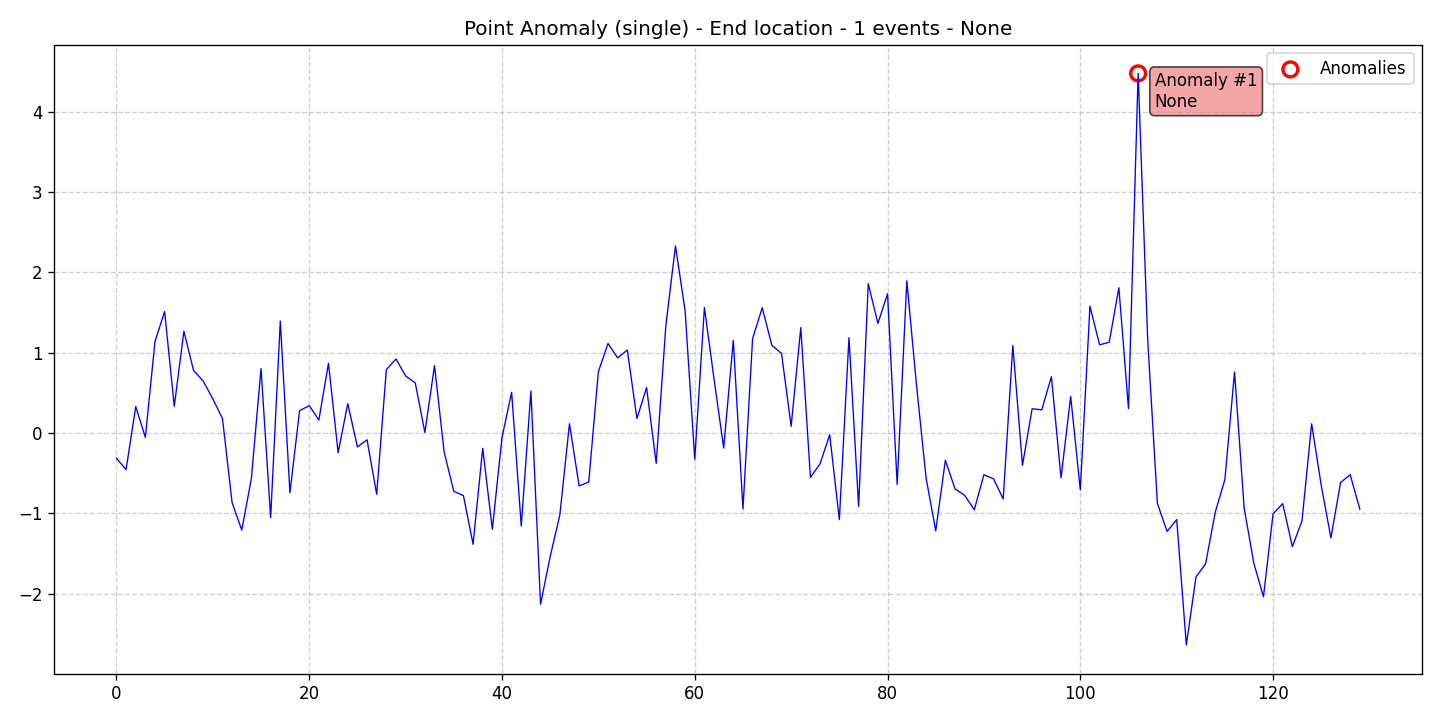 Point Anomaly (single) - End location - 1 events - None
Anomaly #1
None
Anomalies
4
3
2
1
0
−1
−2
0 20 40 60 80 100 120